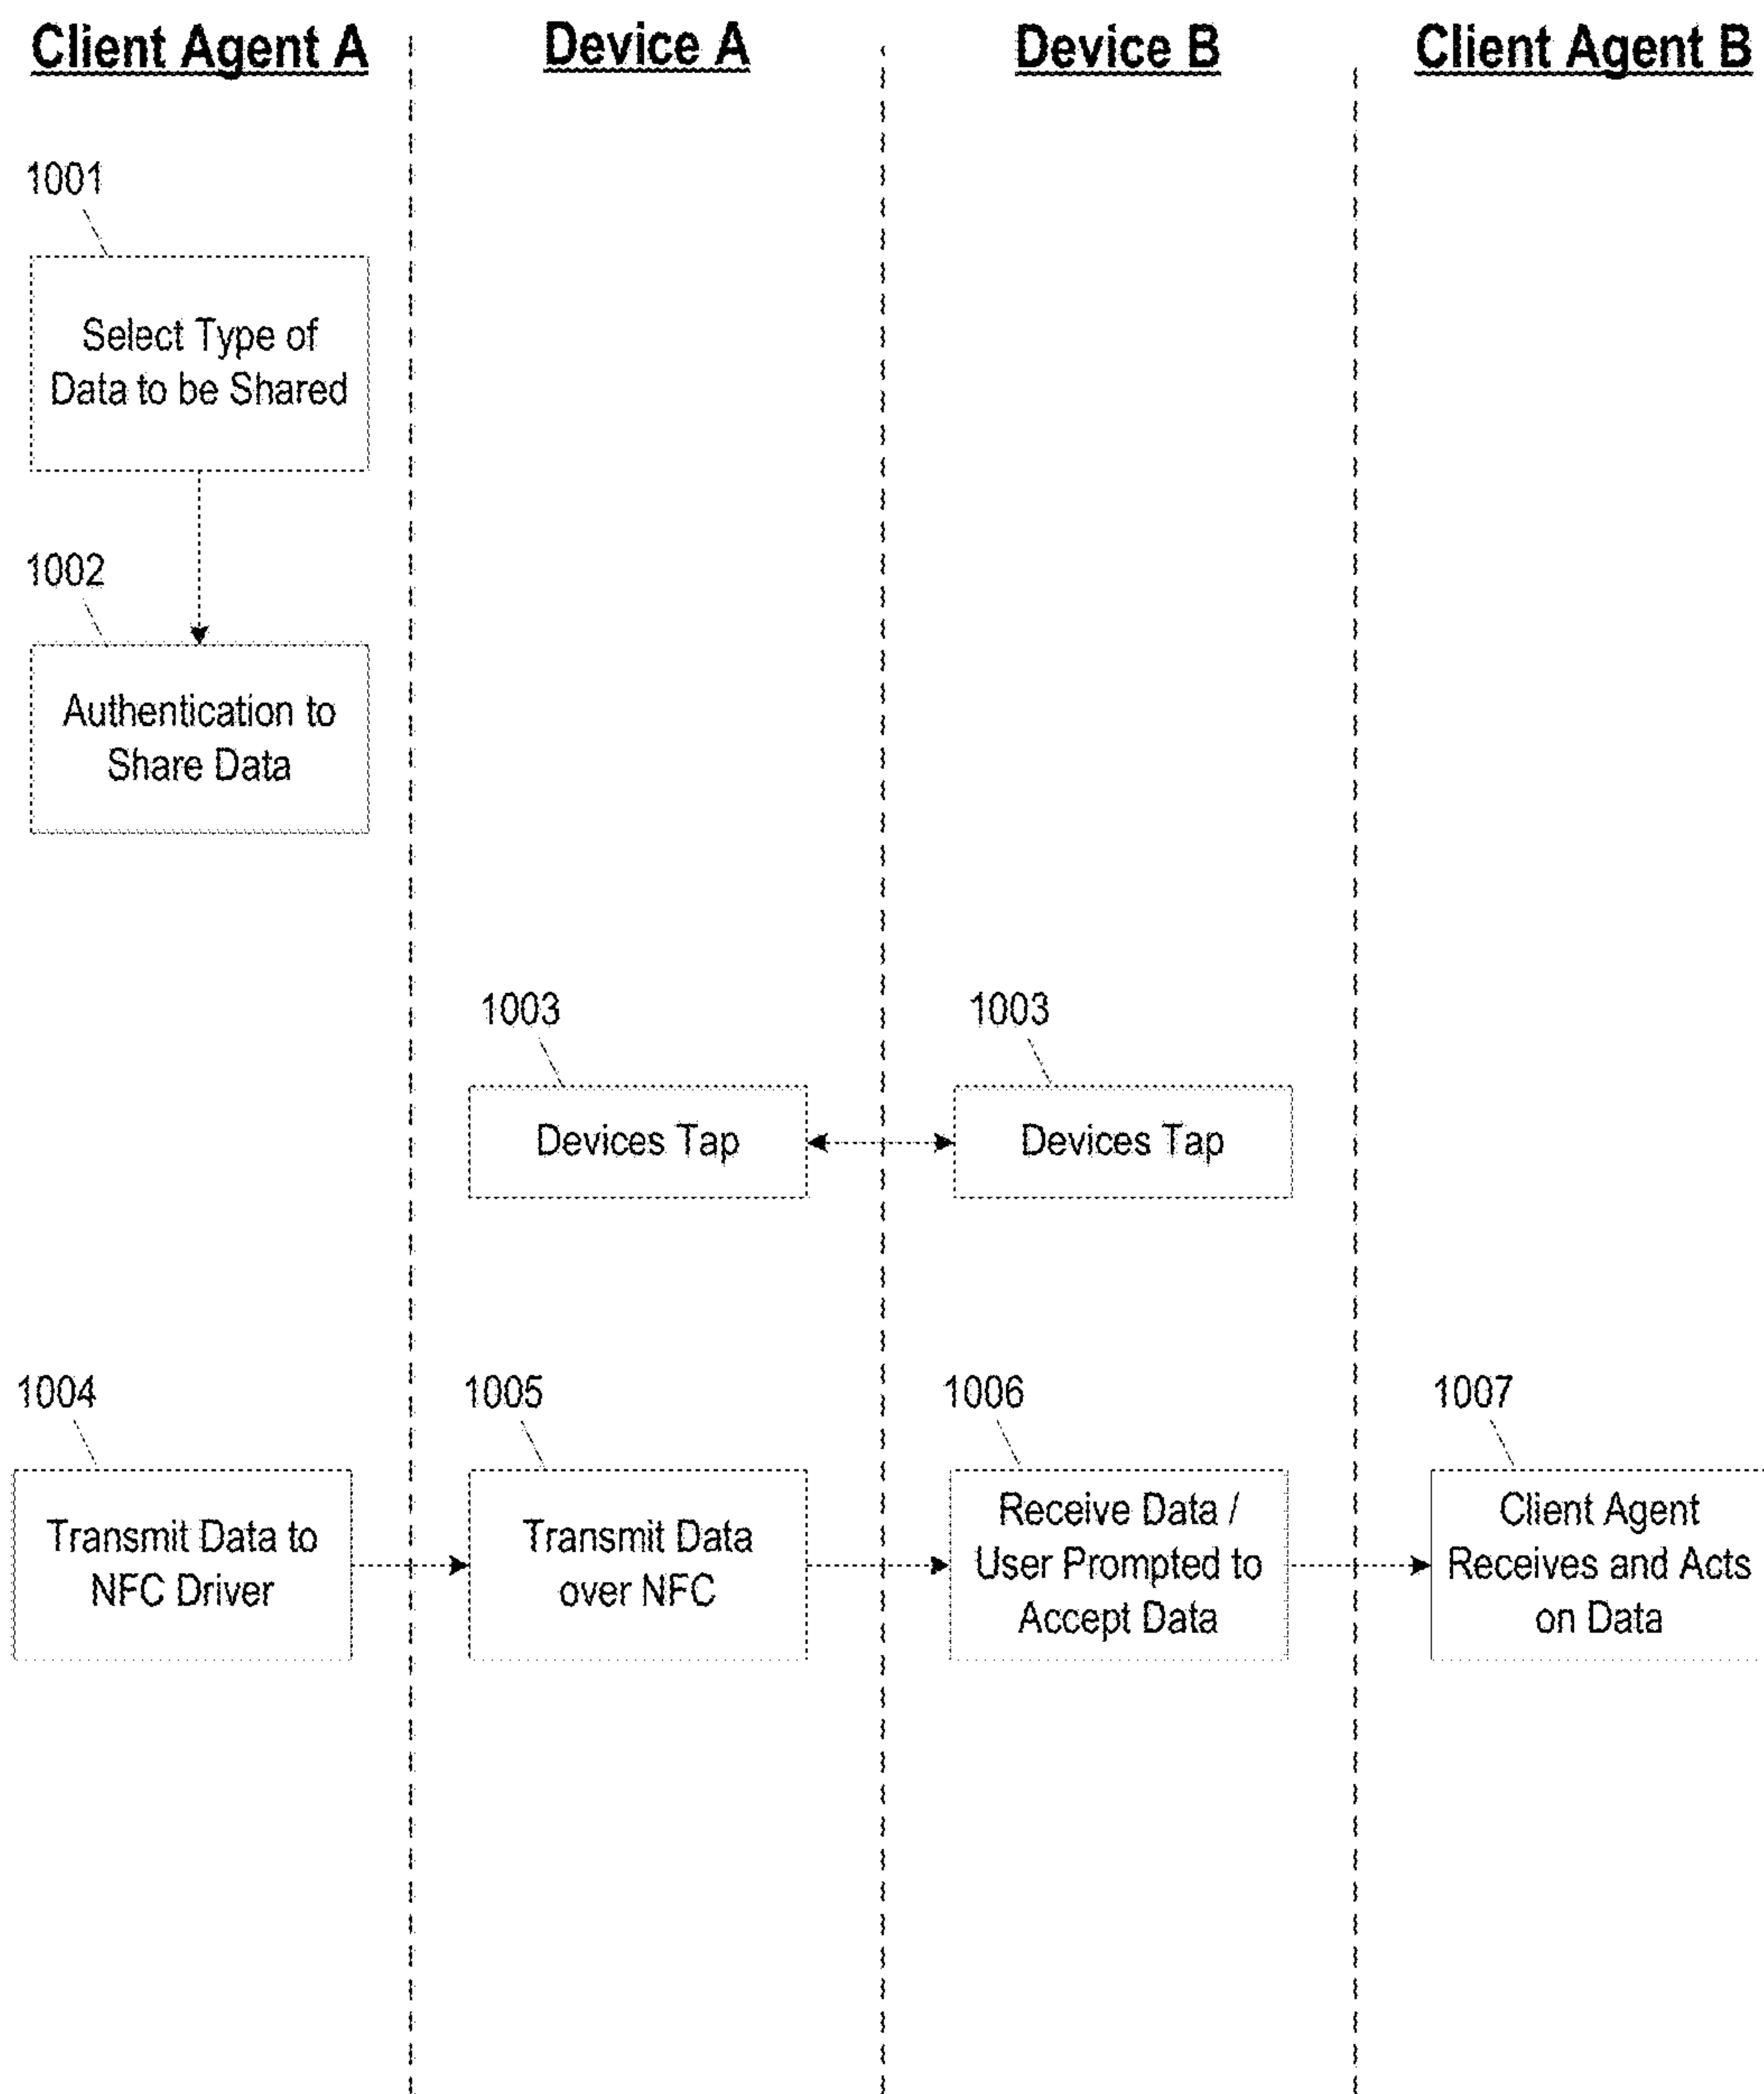 Client Agent A
Device A
Device B
Client Agent B
1001
Select Type of
Data to be Shared
1002
Authentication to
Share Data
1003
Devices Tap
1003
Devices Tap
1004
Transmit Data to
NFC Driver
1005
Transmit Data
over NFC
1006
Receive Data /
User Prompted to
Accept Data
1007
Client Agent
Receives and Acts
on Data